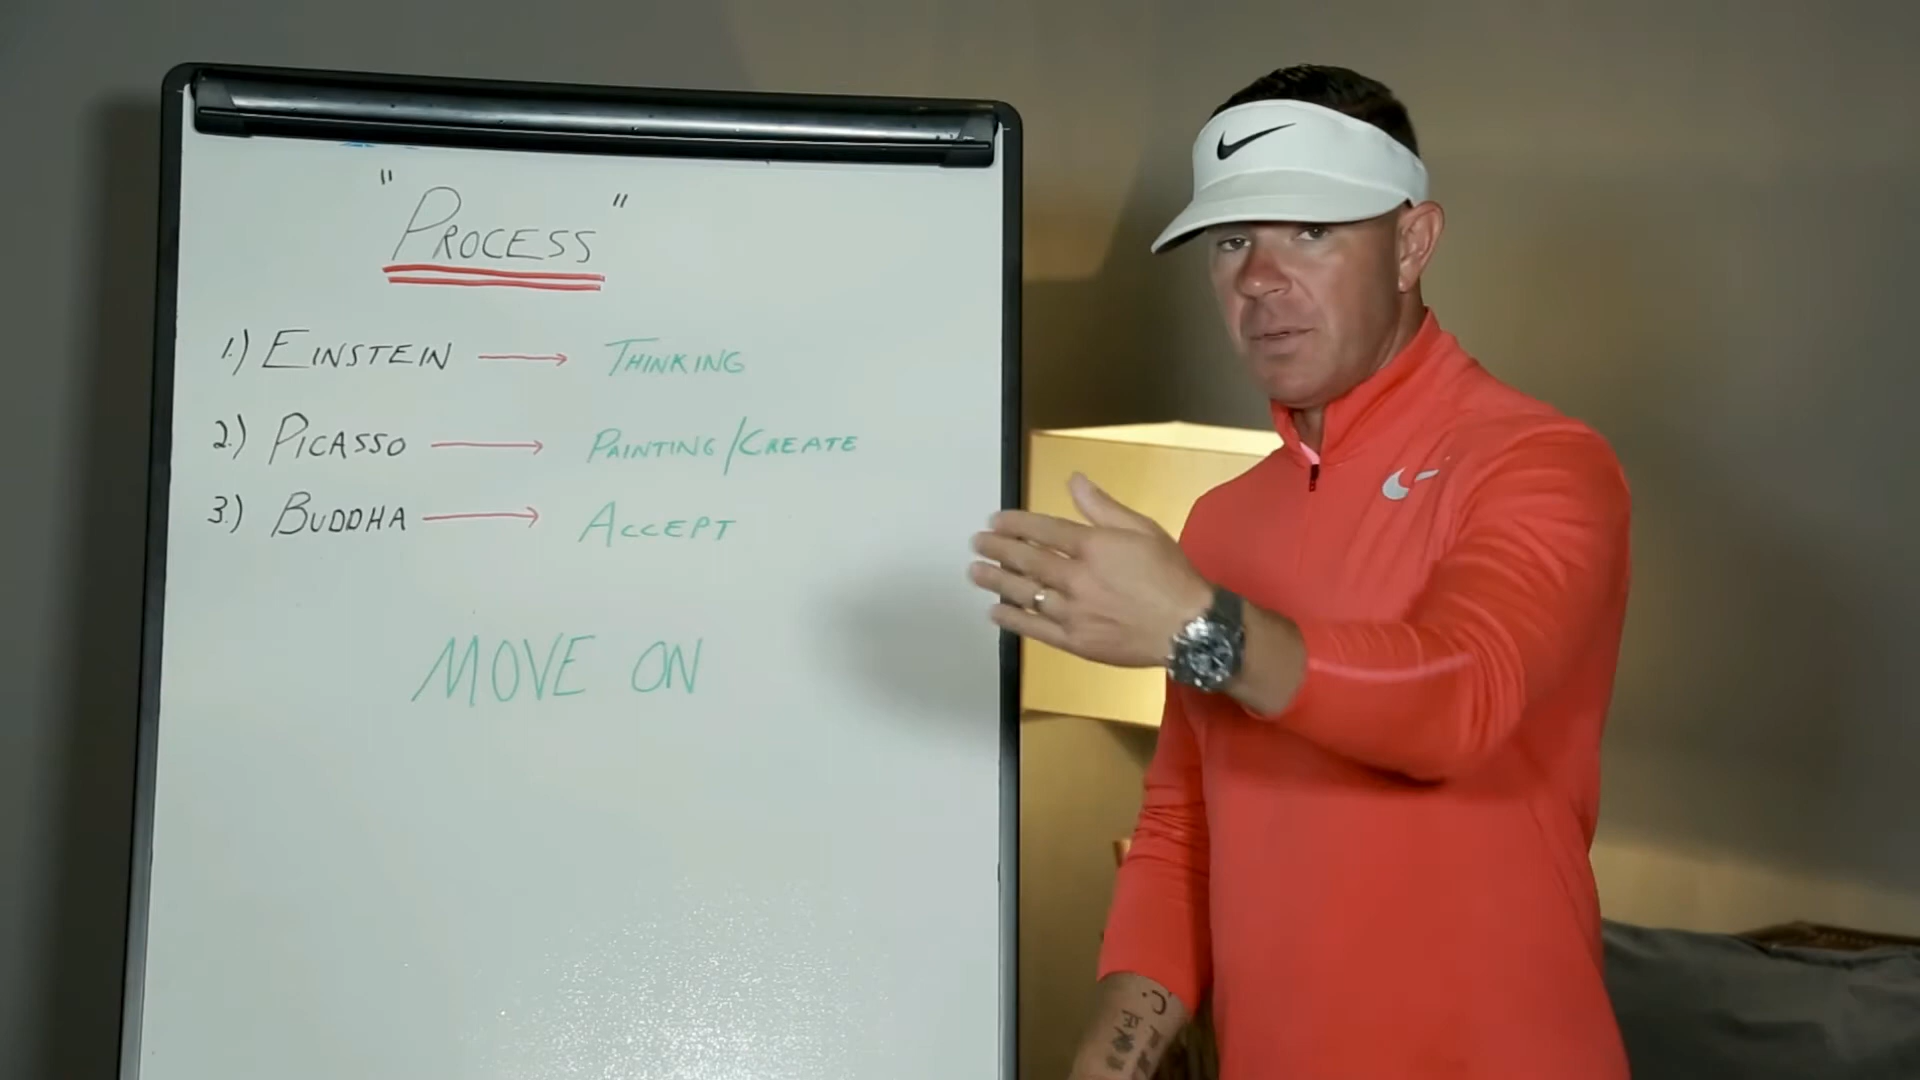 "PROCESS"
1.) EINSTEIN → THINKING
2.) PICASSO → PAINTING/CREATE
3.) BUDDHA → ACCEPT
MOVE ON